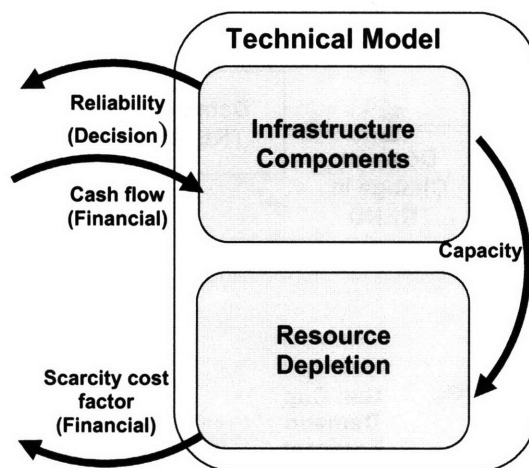 Technical Model
Reliability
(Decision)
Infrastructure
Components
Cash flow
(Financial)
Capacity
Resource
Depletion
Scarcity cost
factor
(Financial)